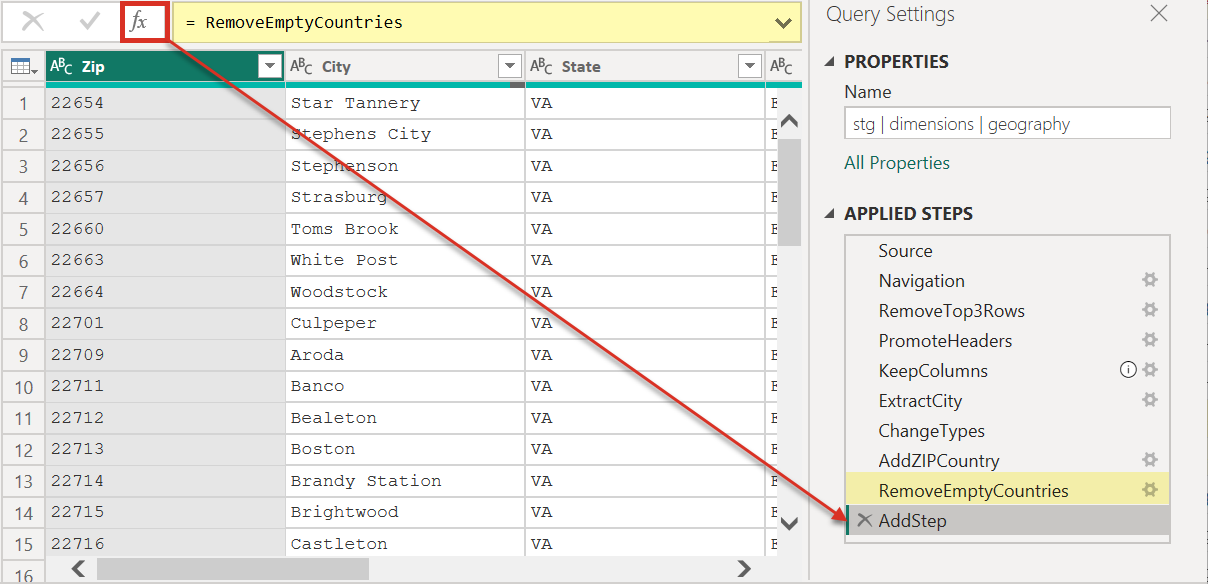 fx = RemoveEmptyCountries
ABC Zip ABC City ABC State ABC
1 22654 Star Tannery VA E
2 22655 Stephens City VA E
3 22656 Stephenson VA E
4 22657 Strasburg VA E
5 22660 Toms Brook VA E
6 22663 White Post VA E
7 22664 Woodstock VA E
8 22701 Culpeper VA E
9 22709 Aroda VA E
10 22711 Banco VA E
11 22712 Bealeton VA E
12 22713 Boston VA E
13 22714 Brandy Station VA E
14 22715 Brightwood VA E
15 22716 Castleton VA E
16
Query Settings
PROPERTIES
Name
stg | dimensions | geography
All Properties
APPLIED STEPS
Source
Navigation
RemoveTop3Rows
PromoteHeaders
KeepColumns
ExtractCity
ChangeTypes
AddZIPCountry
RemoveEmptyCountries
AddStep